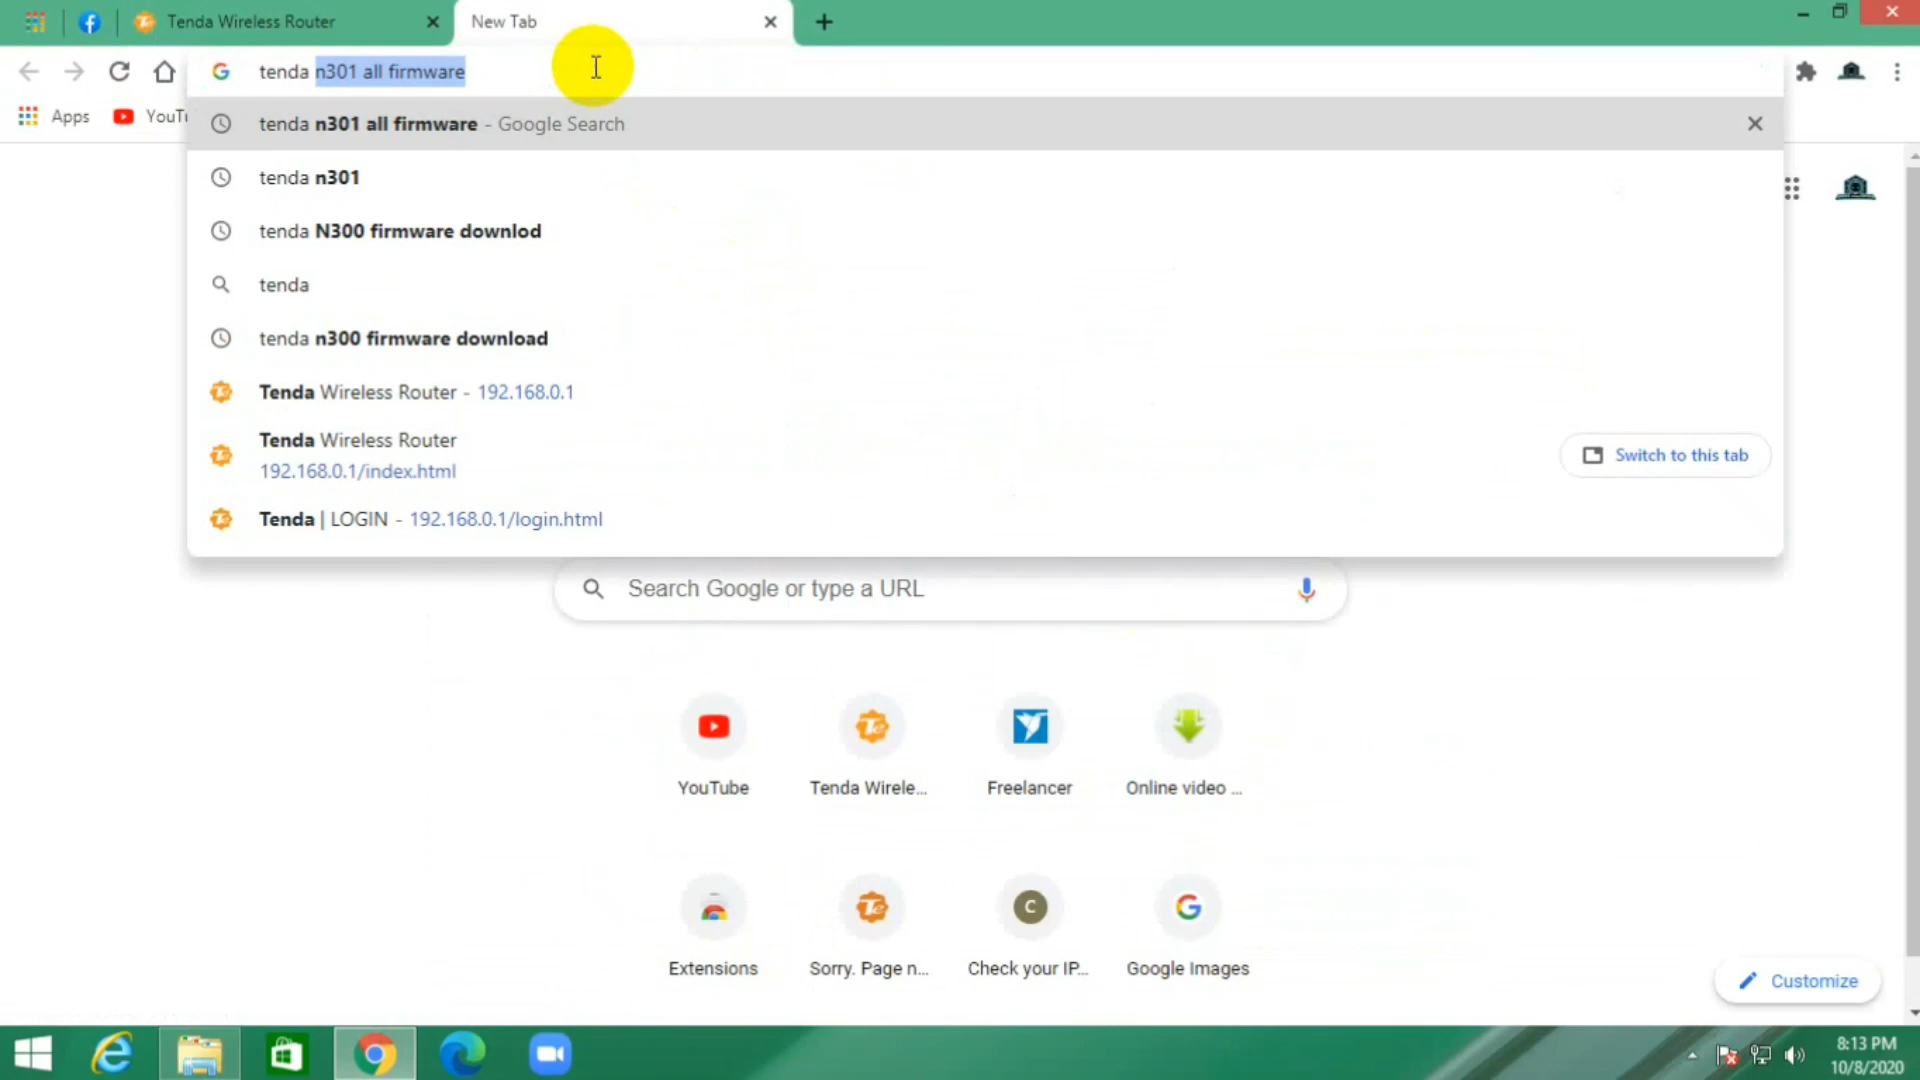 Tenda Wireless Router
New Tab
tenda n301 all firmware
Apps
YouTu
tenda n301 all firmware - Google Search
tenda n301
tenda N300 firmware downlod
tenda
tenda n300 firmware download
Tenda Wireless Router - 192.168.0.1
Tenda Wireless Router
192.168.0.1/index.html
Switch to this tab
Tenda | LOGIN - 192.168.0.1/login.html
Search Google or type a URL
YouTube
Tenda Wirele...
Freelancer
Online video ...
C
Extensions
Sorry. Page n...
Check your IP...
Google Images
Customize
8:13 PM
10/8/2020